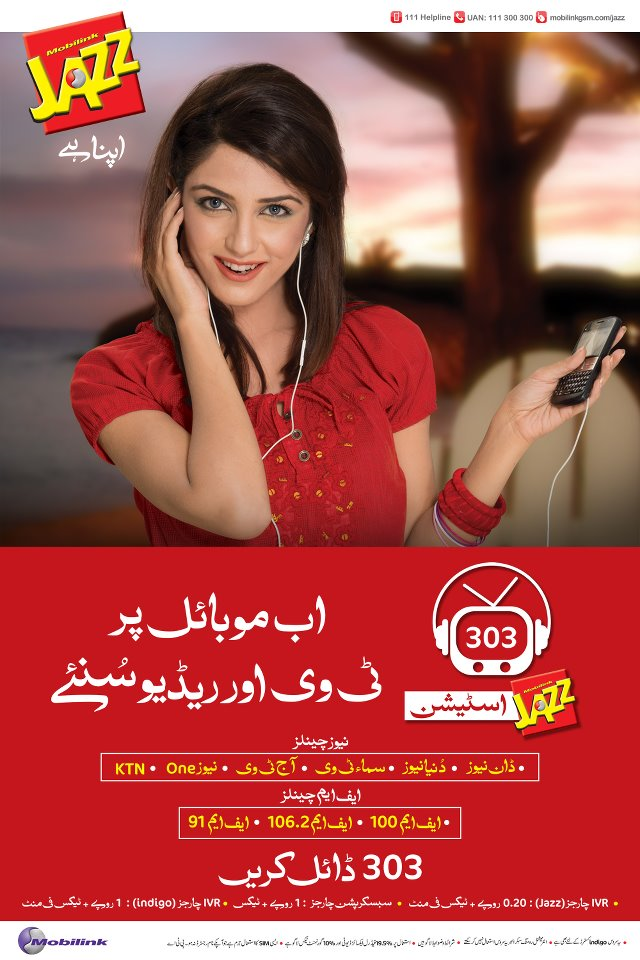 111 Helpline UAN: 111 300 300 mobilinkgsm.com/jazz
Mobilink
JAZZ
اپنا ہے
اب موبائل پر
ٹی وی اور ریڈیو سُنئے
303
Mobilink
JAZZ
اسٹیشن
نیوز چینلز
• ڈان نیوز • دُنیا نیوز • سماء ٹی وی • آج ٹی وی • نیوز One • KTN
ایف ایم چینلز
• ایف ایم 100 • ایف ایم 106.2 • ایف ایم 91
303 ڈائل کریں
• IVR چارجز (Jazz) : 0.20 روپے + ٹیکس فی منٹ • سبسکرپشن چارجز : 1 روپے + ٹیکس • IVR چارجز (indigo) : 1 روپے + ٹیکس فی منٹ
Mobilink